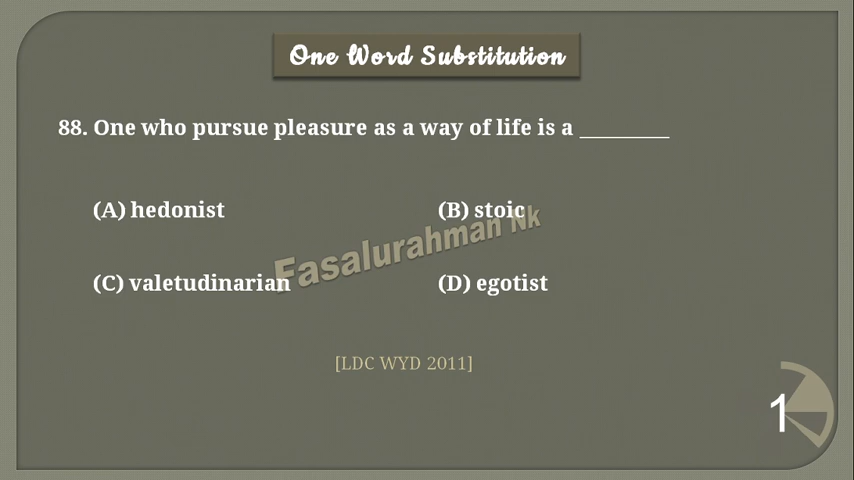 One Word Substitution
88. One who pursue pleasure as a way of life is a _________
(A) hedonist (B) stoic
Fasalurahman Nk
(C) valetudinarian (D) egotist
[LDC WYD 2011]
1